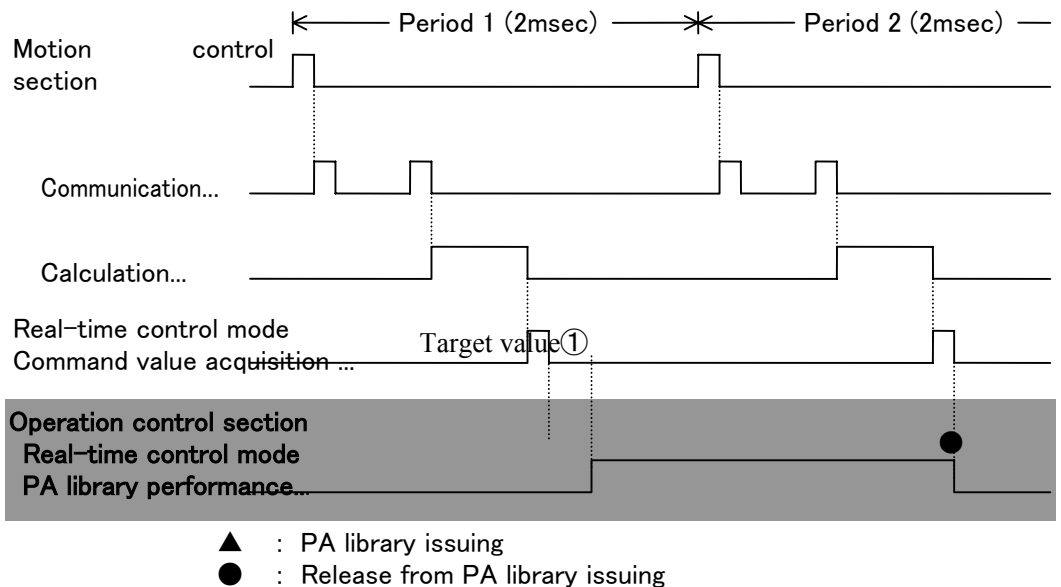 Period 1 (2msec) Period 2 (2msec)
Motion control
section
Communication...
Calculation...
Real-time control mode
Target value①
Command value acquisition ...
Operation control section
Real-time control mode
PA library performance...
▲ : PA library issuing
● : Release from PA library issuing